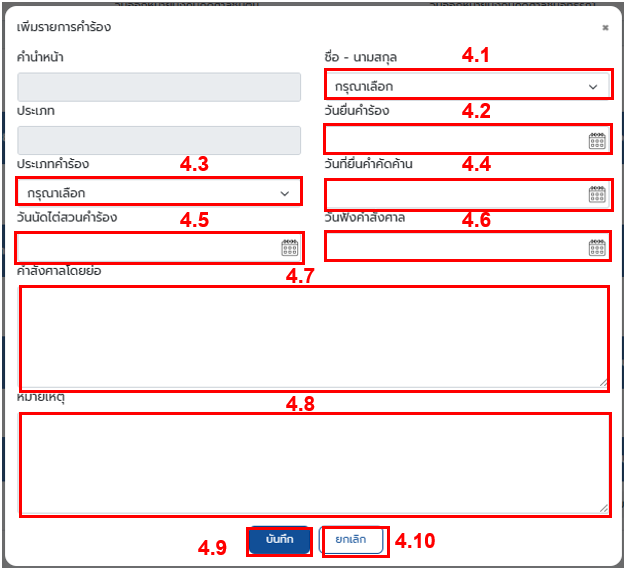 เพิ่มรายการคำร้อง
คำนำหน้า
ชื่อ - นามสกุล 4.1
กรุณาเลือก
ประเภท
วันยื่นคำร้อง 4.2
ประเภทคำร้อง 4.3
วันที่ยื่นคำคัดค้าน 4.4
กรุณาเลือก
วันนัดไต่สวนคำร้อง 4.5
วันฟังคำสั่งศาล 4.6
คำสั่งศาลโดยย่อ 4.7
หมายเหตุ 4.8
4.9 บันทึก ยกเลิก 4.10